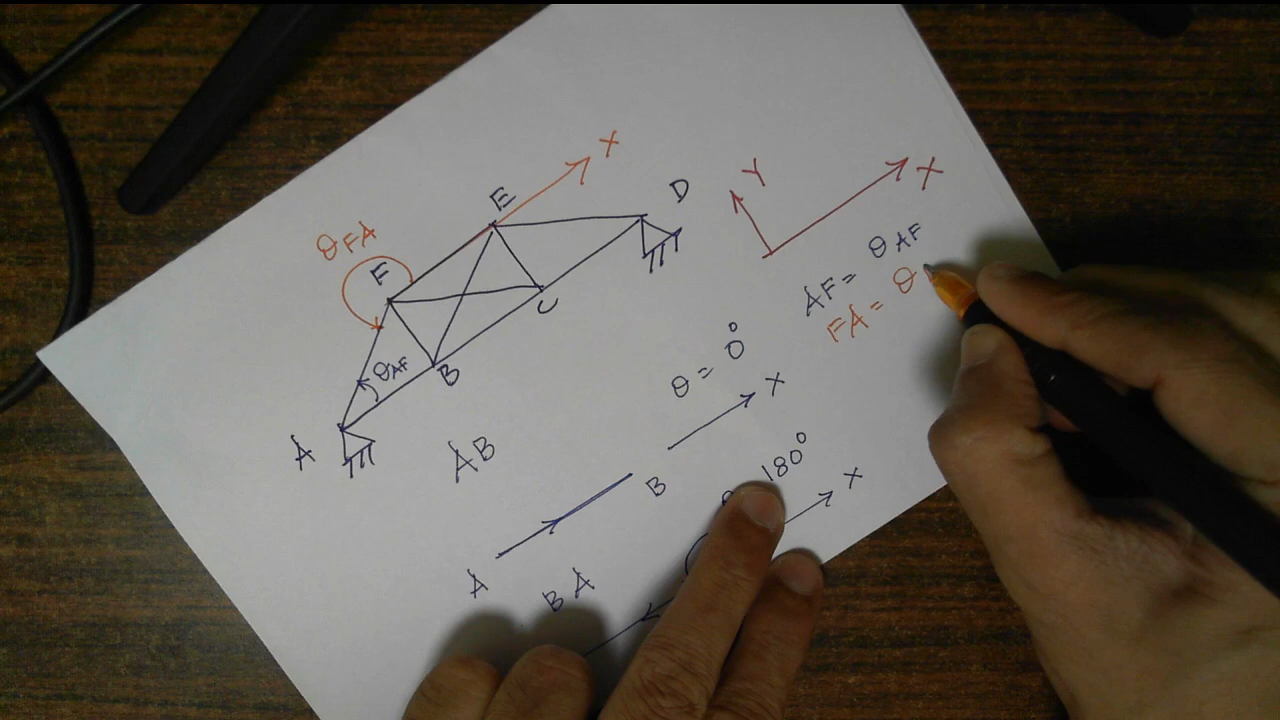 X
E
D
Y
X
θFA
F
θAF
B
C
A
AF = θAF
FA = θ
θ = 0°
X
AB
A
B
180°
X
BA